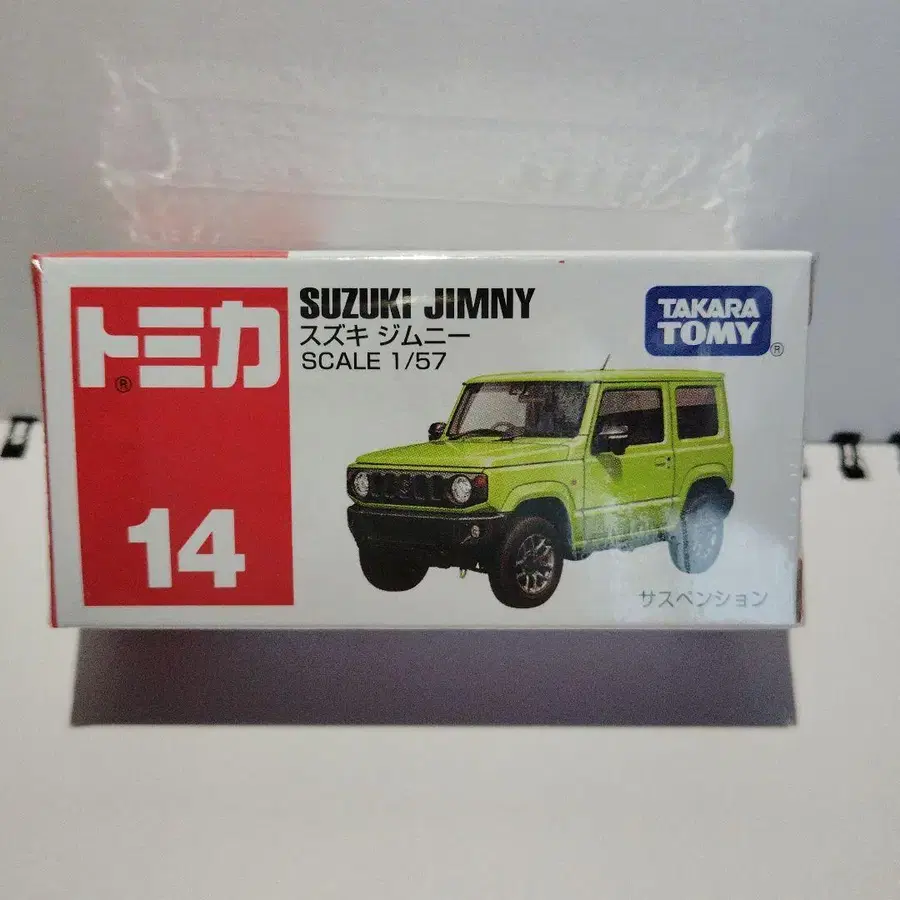 トミカ®
14
SUZUKI JIMNY
スズキ ジムニー
SCALE 1/57
TAKARA
TOMY®
サスペンション